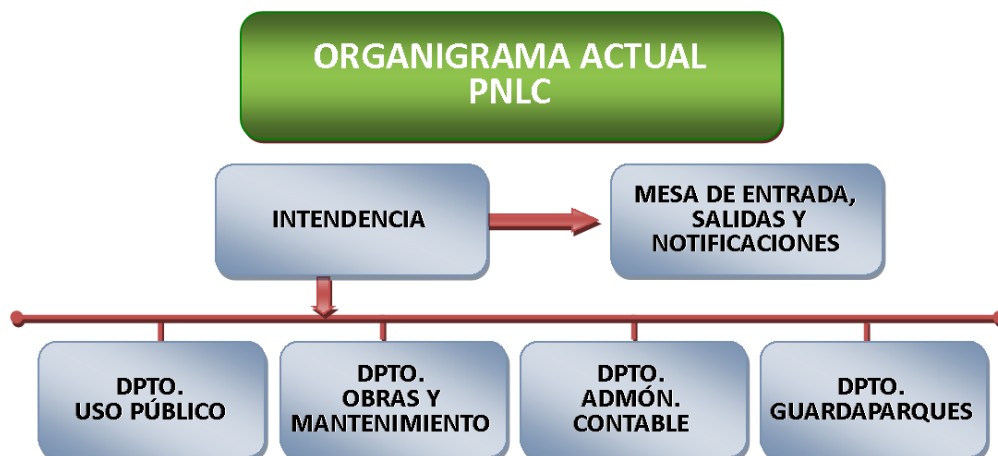 ORGANIGRAMA ACTUAL
PNLC
INTENDENCIA
MESA DE ENTRADA,
SALIDAS Y
NOTIFICACIONES
DPTO.
USO PÚBLICO
DPTO.
OBRAS Y
MANTENIMIENTO
DPTO.
ADMÓN.
CONTABLE
DPTO.
GUARDAPARQUES